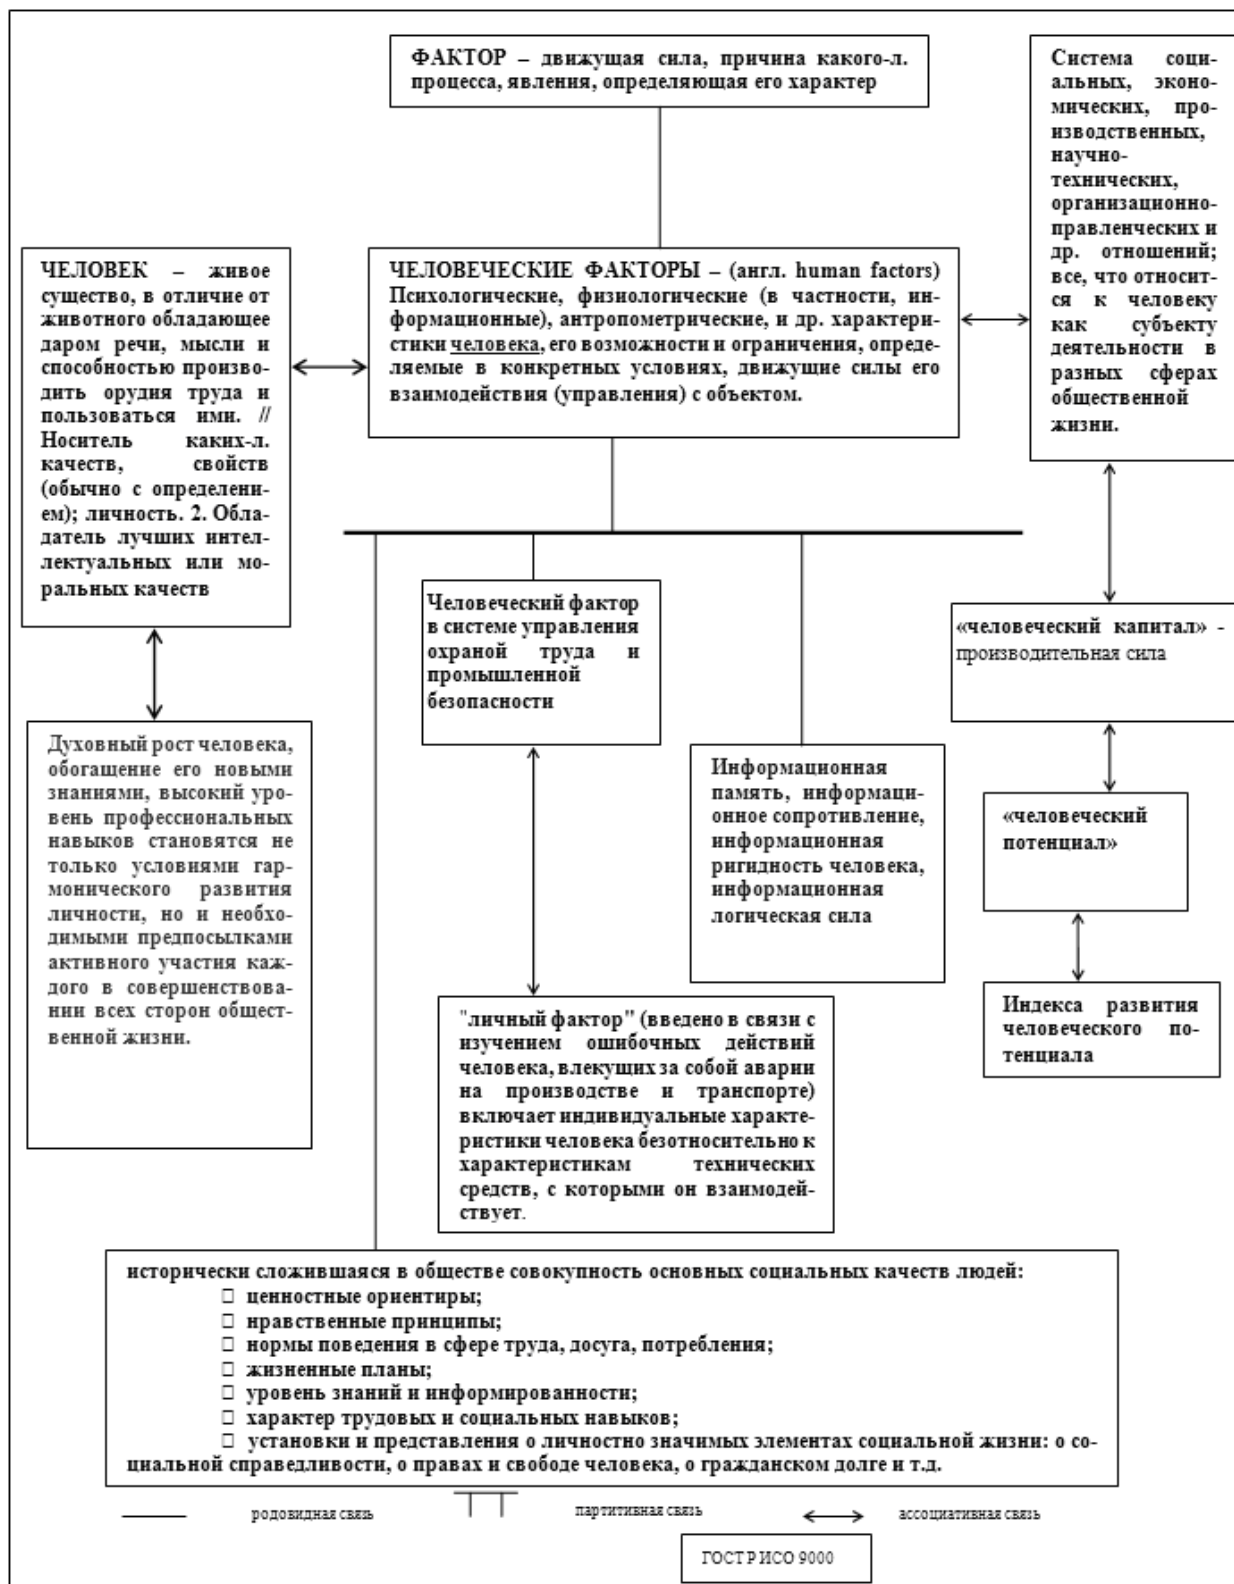 ФАКТОР – движущая сила, причина какого-л.
процесса, явления, определяющая его характер
Система соци-
альных, эконо-
мических, про-
изводственных,
научно-
технических,
организационно-
правленческих и
др. отношений;
все, что относит-
ся к человеку
как субъекту
деятельности в
разных сферах
общественной
жизни.
ЧЕЛОВЕК – живое
существо, в отличие от
животного обладающее
даром речи, мысли и
способностью произво-
дить орудия труда и
пользоваться ими. //
Носитель каких-л.
качеств, свойств
(обычно с определени-
ем); личность. 2. Обла-
датель лучших интел-
лектуальных или мо-
ральных качеств
ЧЕЛОВЕЧЕСКИЕ ФАКТОРЫ – (англ. human factors)
Психологические, физиологические (в частности, ин-
формационные), антропометрические, и др. характери-
стики человека, его возможности и ограничения, опреде-
ляемые в конкретных условиях, движущие силы его
взаимодействия (управления) с объектом.
Человеческий фактор
в системе управления
охраной труда и
промышленной
безопасности
«человеческий капитал» -
производительная сила
Духовный рост человека,
обогащение его новыми
знаниями, высокий уро-
вень профессиональных
навыков становятся не
только условиями гар-
монического развития
личности, но и необхо-
димыми предпосылками
активного участия каж-
дого в совершенствова-
нии всех сторон общест-
венной жизни.
Информационная
память, информаци-
онное сопротивление,
информационная
ригидность человека,
информационная
логическая сила
«человеческий
потенциал»
Индекса развития
человеческого по-
тенциала
"личный фактор" (введено в связи с
изучением ошибочных действий
человека, влекущих за собой аварии
на производстве и транспорте)
включает индивидуальные характе-
ристики человека безотносительно к
характеристикам технических
средств, с которыми он взаимодей-
ствует.
исторически сложившаяся в обществе совокупность основных социальных качеств людей:
□ ценностные ориентиры;
□ нравственные принципы;
□ нормы поведения в сфере труда, досуга, потребления;
□ жизненные планы;
□ уровень знаний и информированности;
□ характер трудовых и социальных навыков;
□ установки и представления о личностно значимых элементах социальной жизни: о со-
циальной справедливости, о правах и свободе человека, о гражданском долге и т.д.
родовидная связь
партитивная связь
ассоциативная связь
ГОСТ Р ИСО 9000